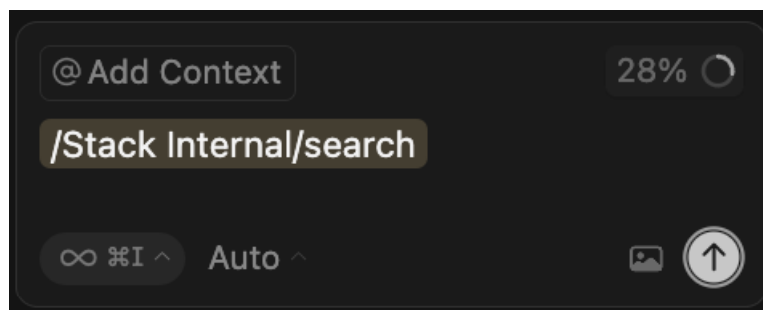 @ Add Context
28%
/Stack Internal/search
∞ ⌘I
Auto